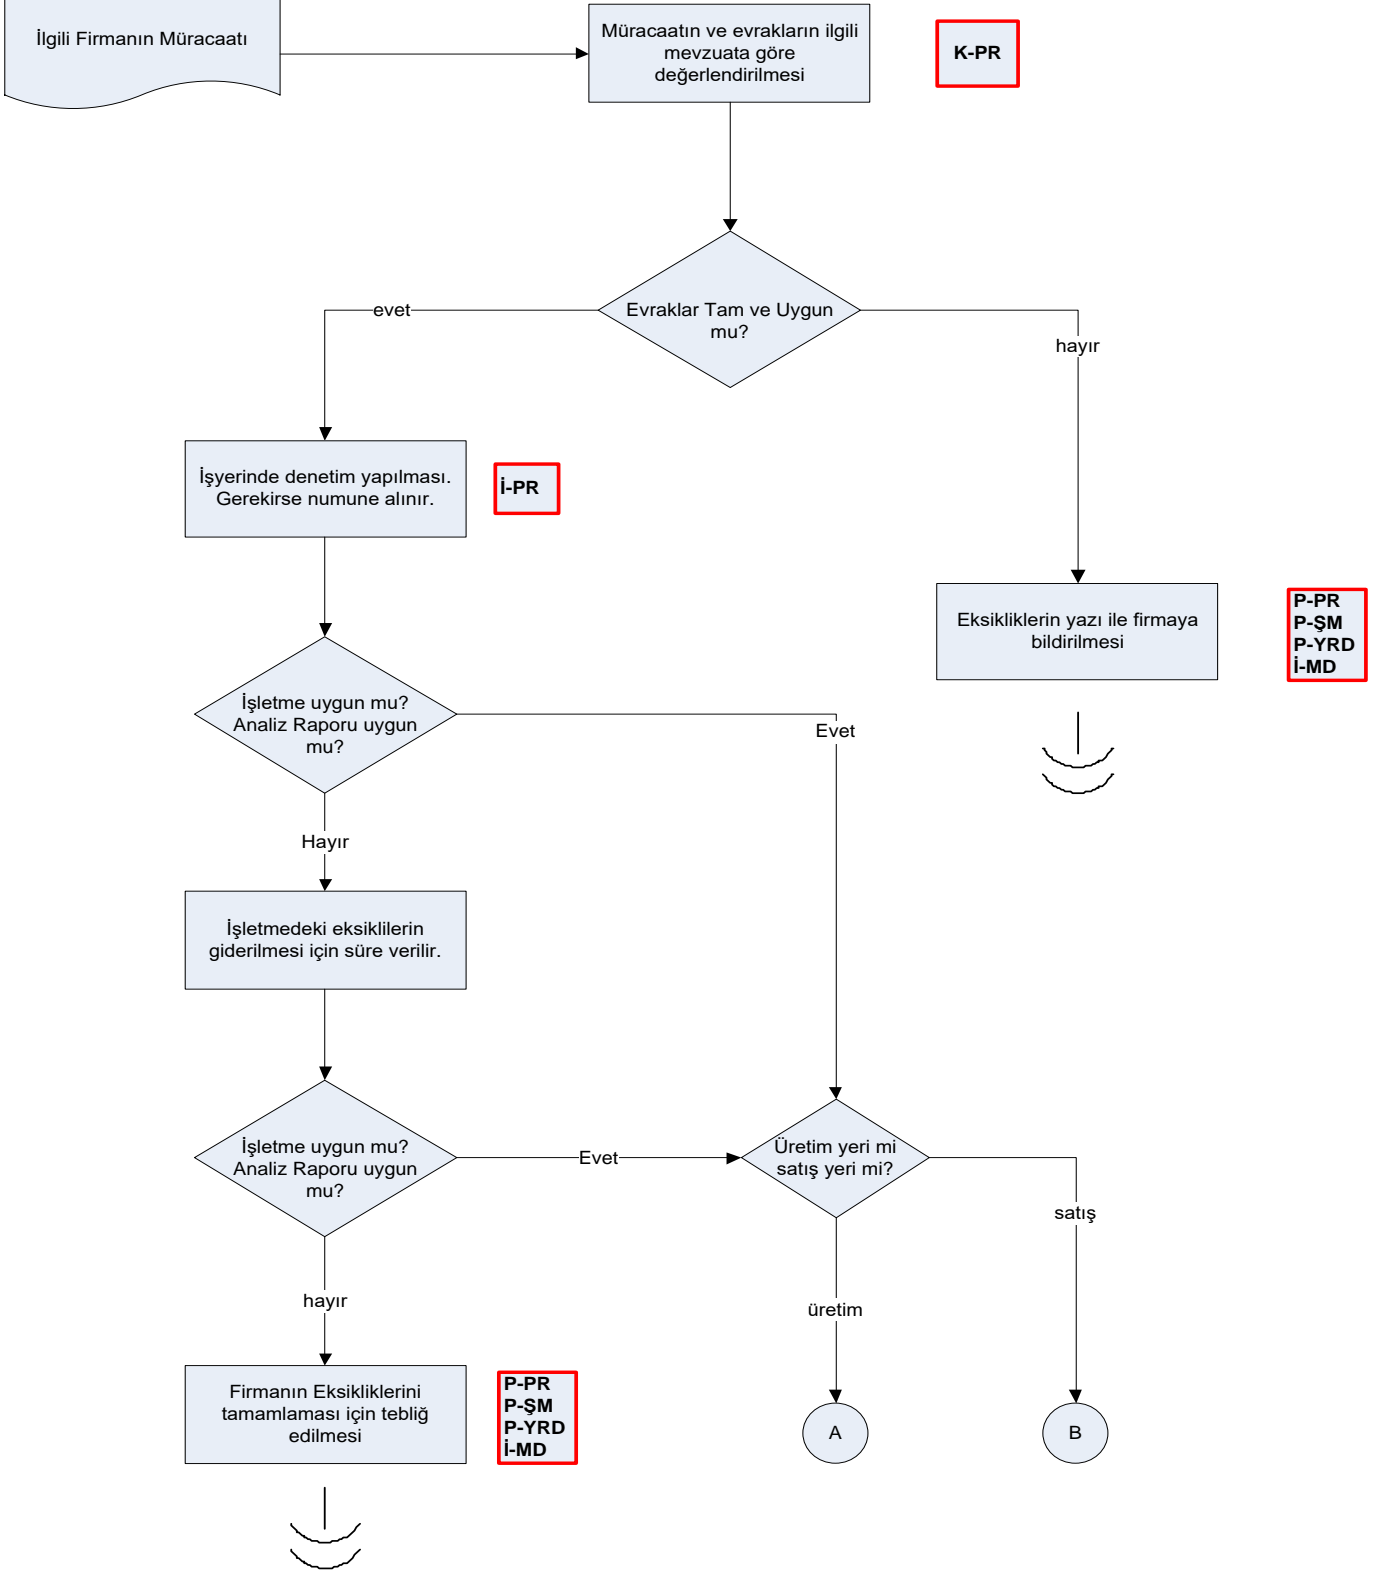 İlgili Firmanın Müracaatı
Müracaatın ve evrakların ilgili
mevzuata göre
değerlendirilmesi
K-PR
Evraklar Tam ve Uygun
mu?
evet
hayır
İşyerinde denetim yapılması.
Gerekirse numune alınır.
İ-PR
Eksikliklerin yazı ile firmaya
bildirilmesi
P-PR
P-ŞM
P-YRD
İ-MD
İşletme uygun mu?
Analiz Raporu uygun
mu?
Evet
Hayır
İşletmedeki eksiklilerin
giderilmesi için süre verilir.
İşletme uygun mu?
Analiz Raporu uygun
mu?
Evet
Üretim yeri mi
satış yeri mi?
satış
hayır
üretim
Firmanın Eksikliklerini
tamamlaması için tebliğ
edilmesi
P-PR
P-ŞM
P-YRD
İ-MD
A
B